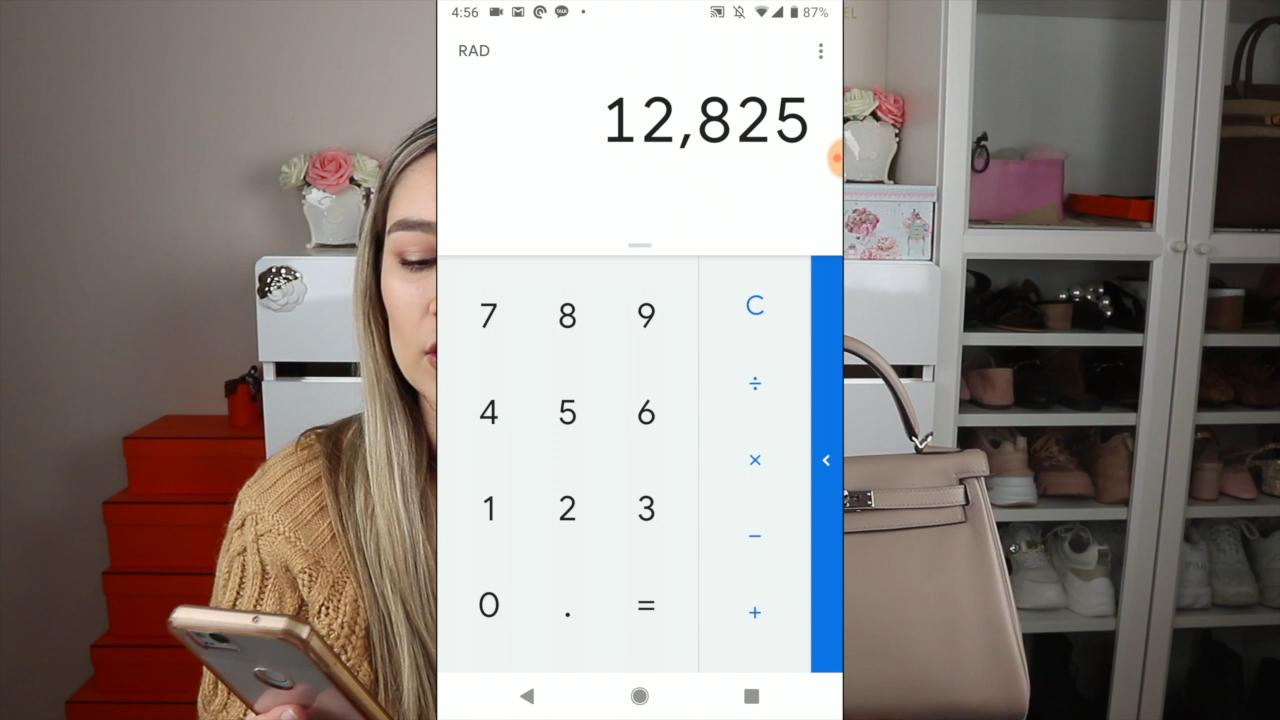 4:56 87%
RAD
12,825
7 8 9 C
÷
4 5 6
×
1 2 3
−
0 . =
+